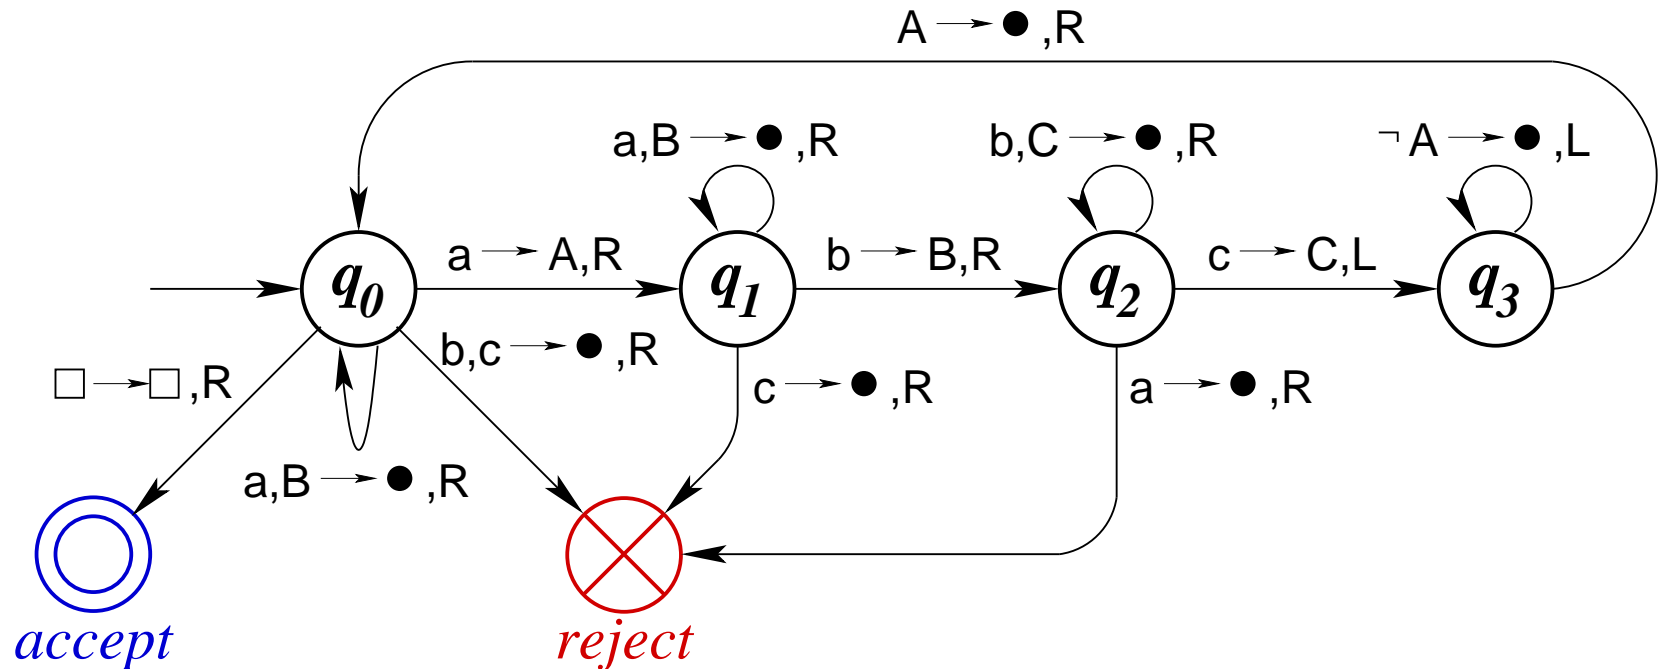 A → ● ,R
a,B → ● ,R
b,C → ● ,R
¬ A → ● ,L
q0
a → A,R
q1
b → B,R
q2
c → C,L
q3
b,c → ● ,R
□ → □ ,R
c → ● ,R
a → ● ,R
a,B → ● ,R
accept
reject